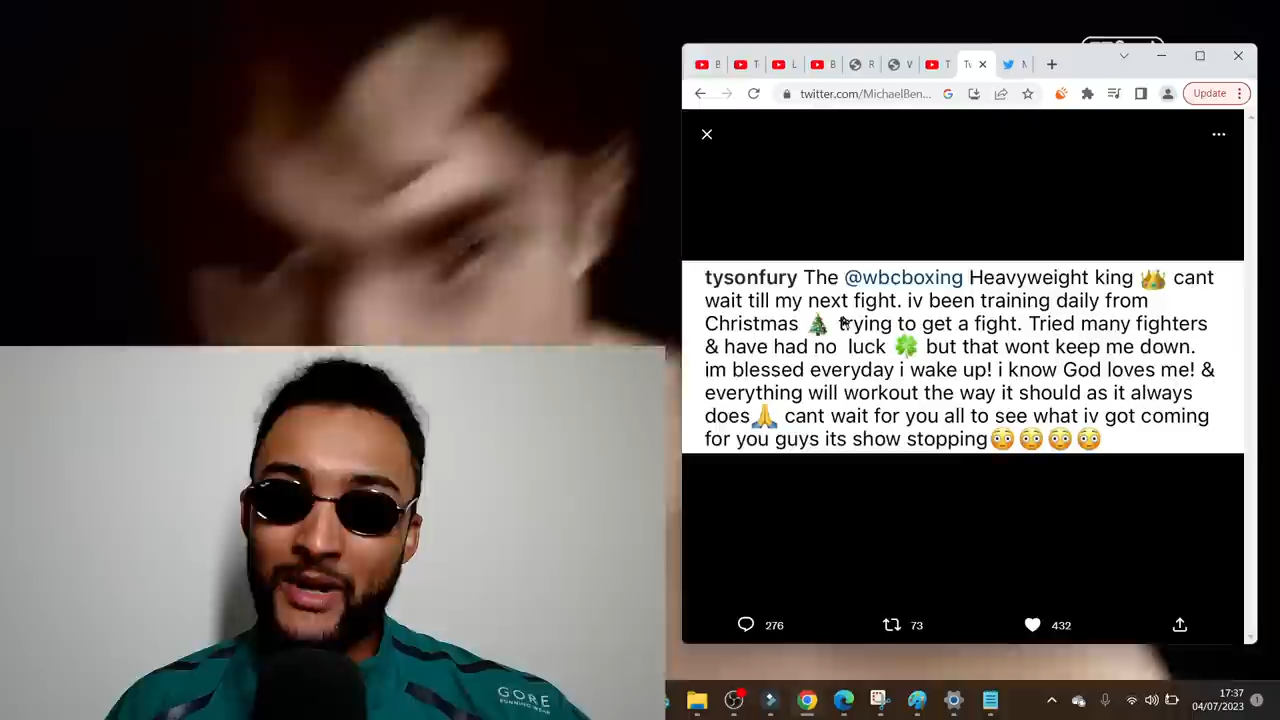 B
T
L
B
R
V
T
Tv
N
twitter.com/MichaelBen...
Update
tysonfury The @wbcboxing Heavyweight king 👑 cant
wait till my next fight. iv been training daily from
Christmas 🎄 trying to get a fight. Tried many fighters
& have had no luck 🍀 but that wont keep me down.
im blessed everyday i wake up! i know God loves me! &
everything will workout the way it should as it always
does🙏 cant wait for you all to see what iv got coming
for you guys its show stopping😳😳😳😳
276
73
432
GORE
RUNNING WEAR
17:37
04/07/2023